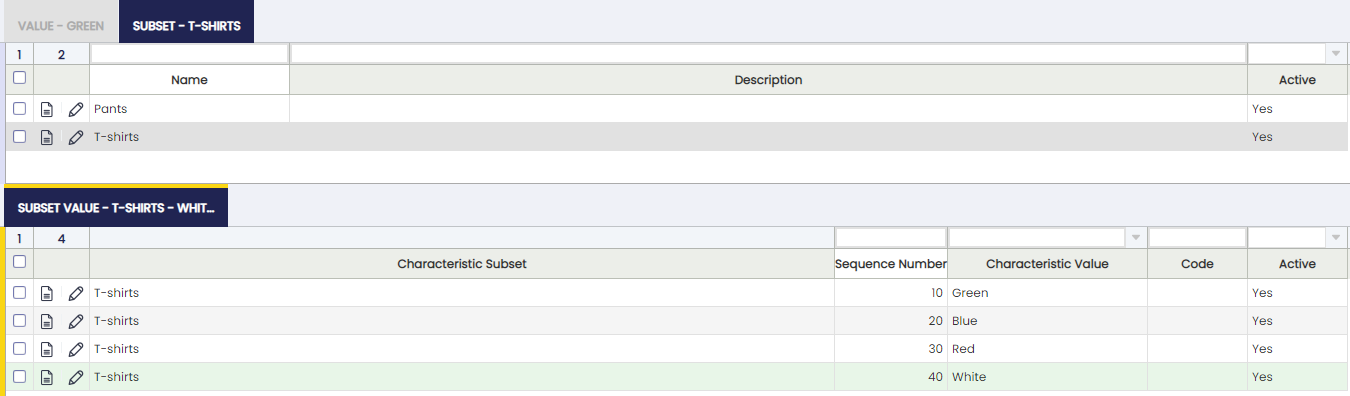 VALUE - GREEN SUBSET - T-SHIRTS
1 2
Name Description Active
Pants Yes
T-shirts Yes
SUBSET VALUE - T-SHIRTS - WHIT...
1 4
Characteristic Subset Sequence Number Characteristic Value Code Active
T-shirts 10 Green Yes
T-shirts 20 Blue Yes
T-shirts 30 Red Yes
T-shirts 40 White Yes